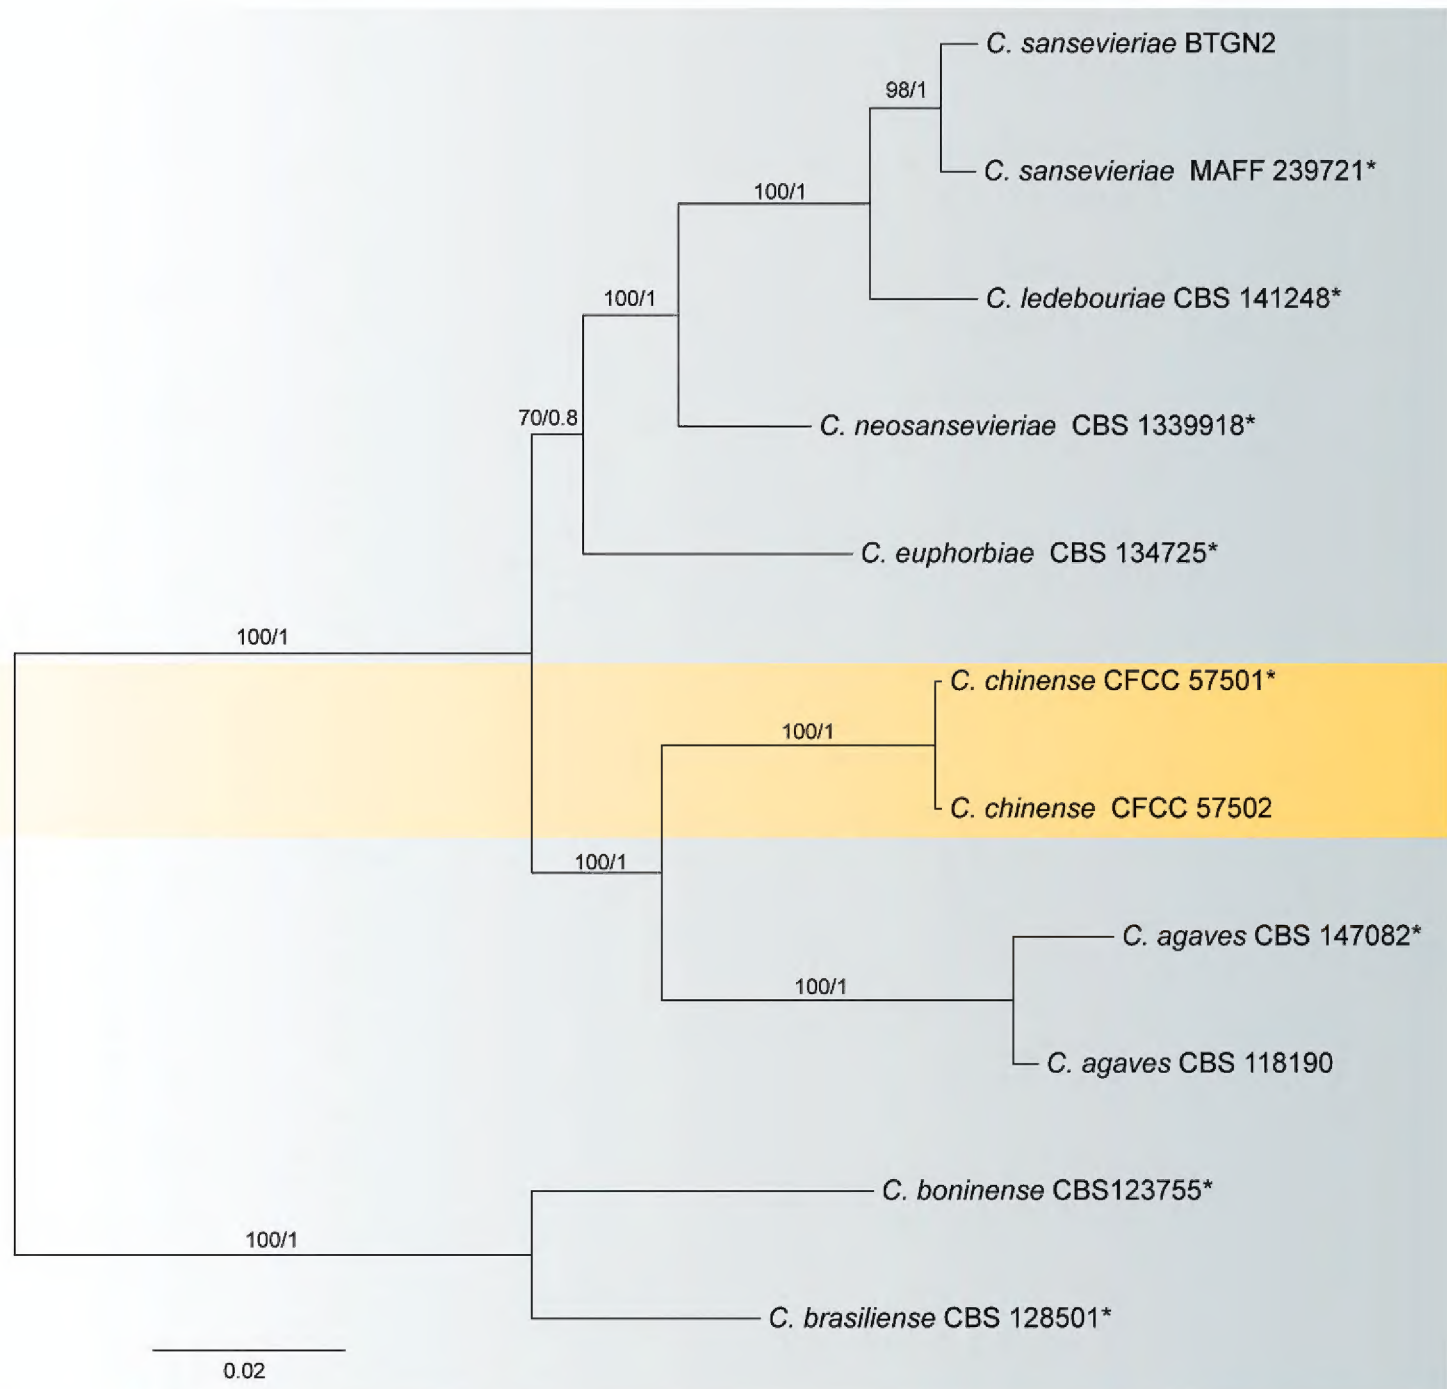 C. sansevieriae BTGN2
98/1
C. sansevieriae MAFF 239721*
100/1
C. ledebouriae CBS 141248*
100/1
70/0.8
C. neosansevieriae CBS 1339918*
C. euphorbiae CBS 134725*
100/1
C. chinense CFCC 57501*
100/1
C. chinense CFCC 57502
100/1
C. agaves CBS 147082*
100/1
C. agaves CBS 118190
C. boninense CBS123755*
100/1
C. brasiliense CBS 128501*
0.02